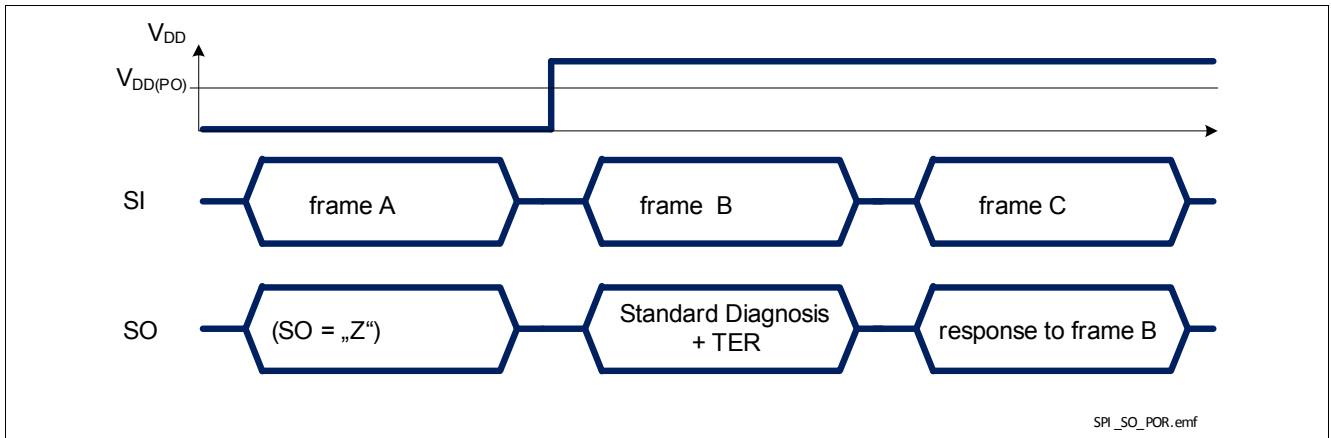 VDD
VDD(PO)
SI
frame A
frame B
frame C
SO
(SO = „Z“)
Standard Diagnosis
+ TER
response to frame B
SPI_SO_POR.emf